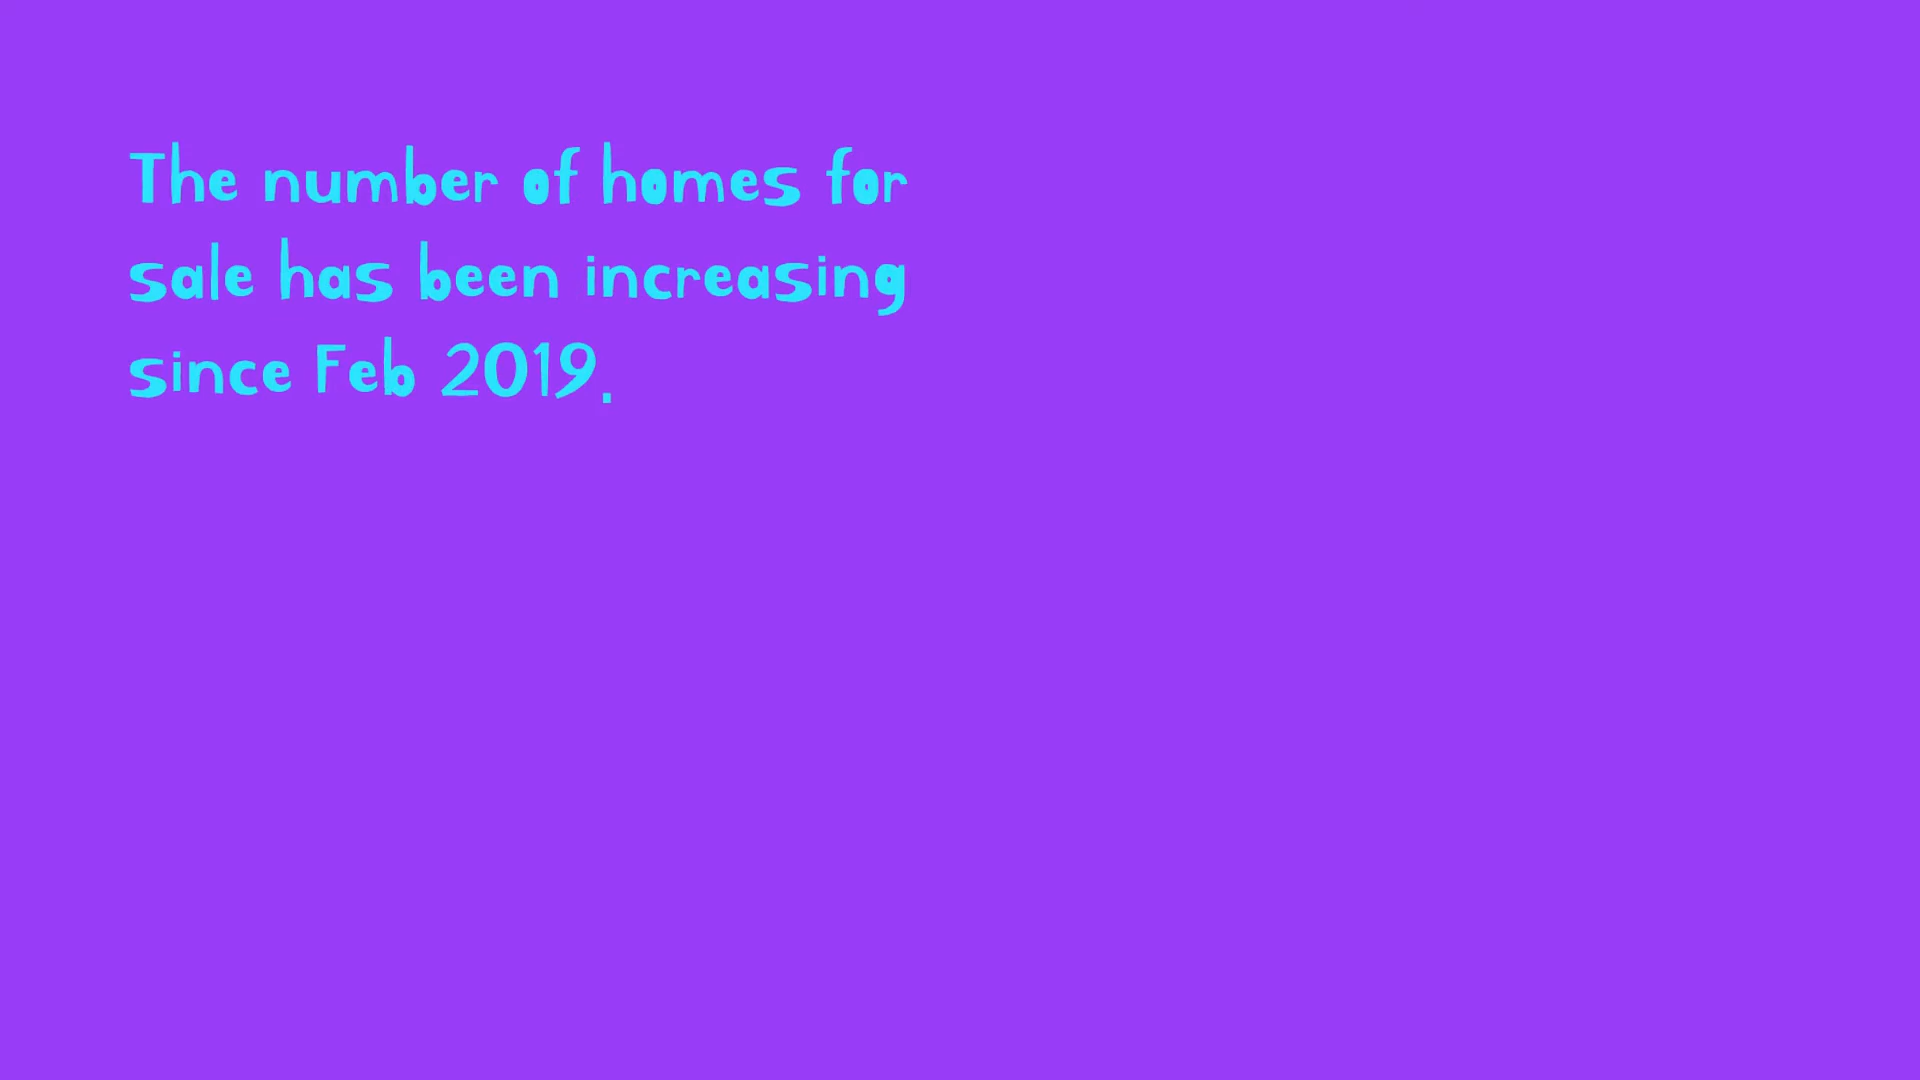 The number of homes for
sale has been increasing
since Feb 2019.